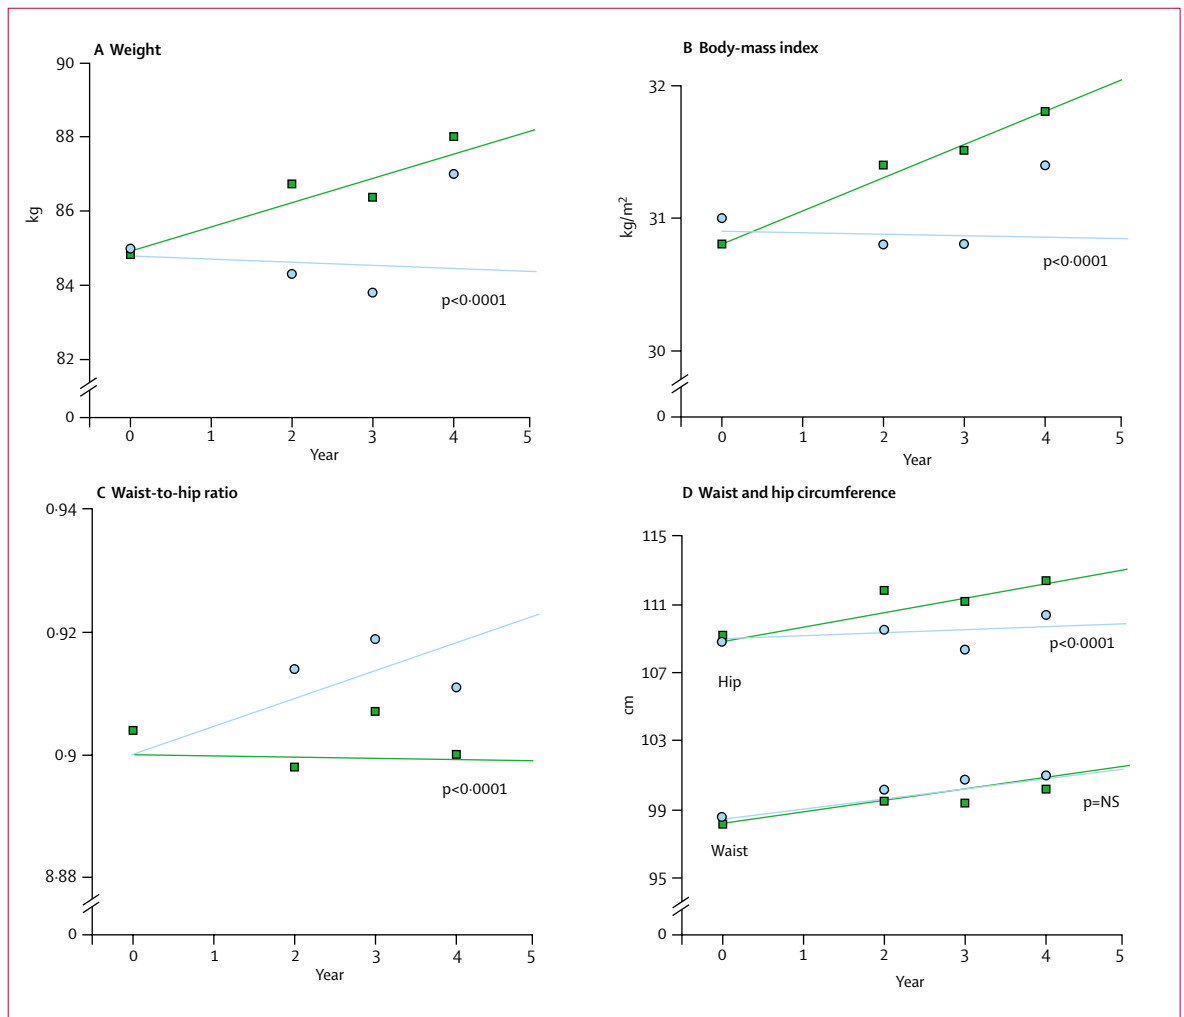 A Weight
90
88
86
84
82
0
kg
0 1 2 3 4 5
Year
p<0·0001
B Body-mass index
32
31
30
0
kg/m²
0 1 2 3 4 5
Year
p<0·0001
C Waist-to-hip ratio
0·94
0·92
0·9
8·88
0
0 1 2 3 4 5
Year
p<0·0001
D Waist and hip circumference
115
111
107
103
99
95
0
cm
Hip
p<0·0001
Waist
p=NS
0 1 2 3 4 5
Year